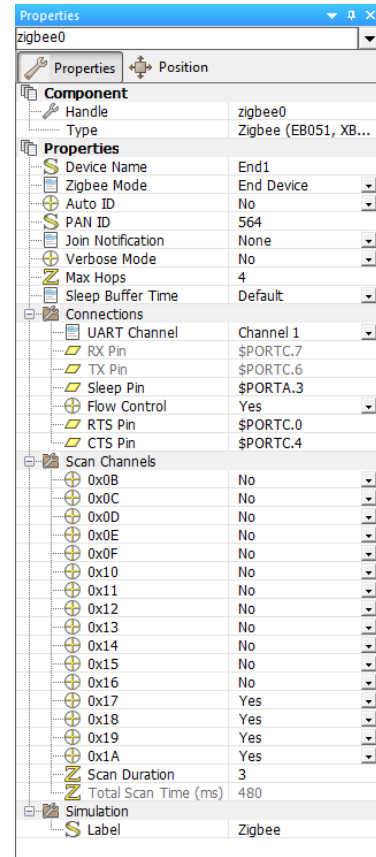 Properties
zigbee0
Properties Position
Component
Handle zigbee0
Type Zigbee (EB051, XB...
Properties
Device Name End1
Zigbee Mode End Device
Auto ID No
PAN ID 564
Join Notification None
Verbose Mode No
Max Hops 4
Sleep Buffer Time Default
Connections
UART Channel Channel 1
RX Pin $PORTC.7
TX Pin $PORTC.6
Sleep Pin $PORTA.3
Flow Control Yes
RTS Pin $PORTC.0
CTS Pin $PORTC.4
Scan Channels
0x0B No
0x0C No
0x0D No
0x0E No
0x0F No
0x10 No
0x11 No
0x12 No
0x13 No
0x14 No
0x15 No
0x16 No
0x17 Yes
0x18 Yes
0x19 Yes
0x1A Yes
Scan Duration 3
Total Scan Time (ms) 480
Simulation
Label Zigbee